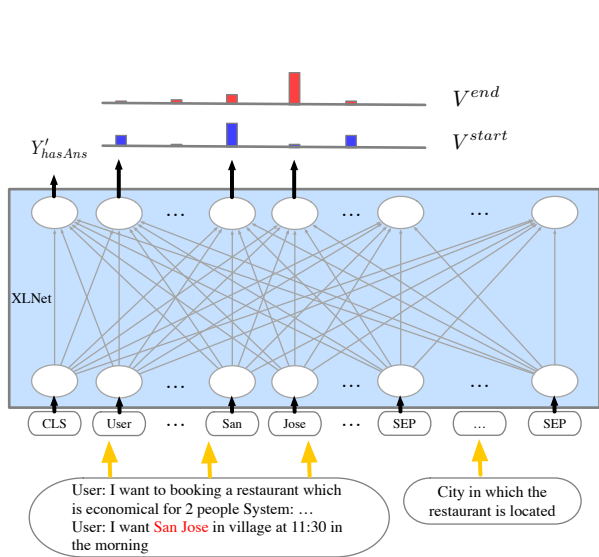 V^{end}
V^{start}
Y'_{hasAns}
... ... ...
XLNet
... ... ...
CLS User ... San Jose ... SEP ... SEP
User: I want to booking a restaurant which
is economical for 2 people System: ...
User: I want San Jose in village at 11:30 in
the morning
City in which the
restaurant is located